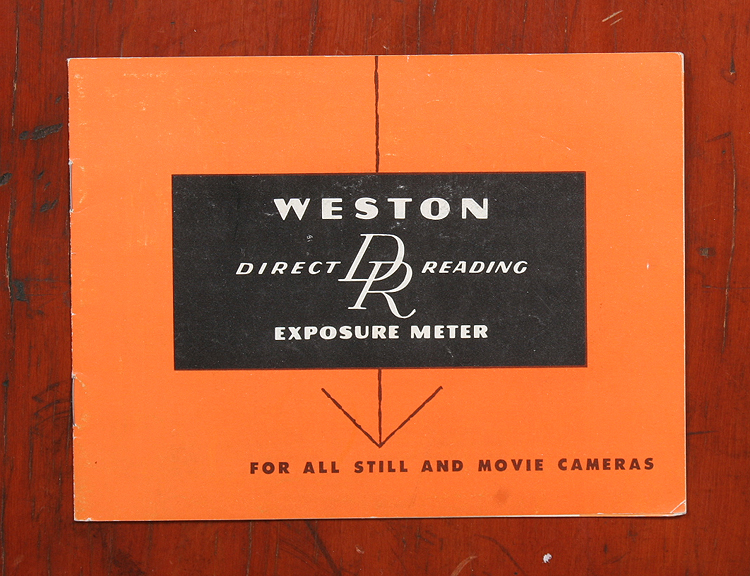 WESTON
DIRECT DR READING
EXPOSURE METER
FOR ALL STILL AND MOVIE CAMERAS